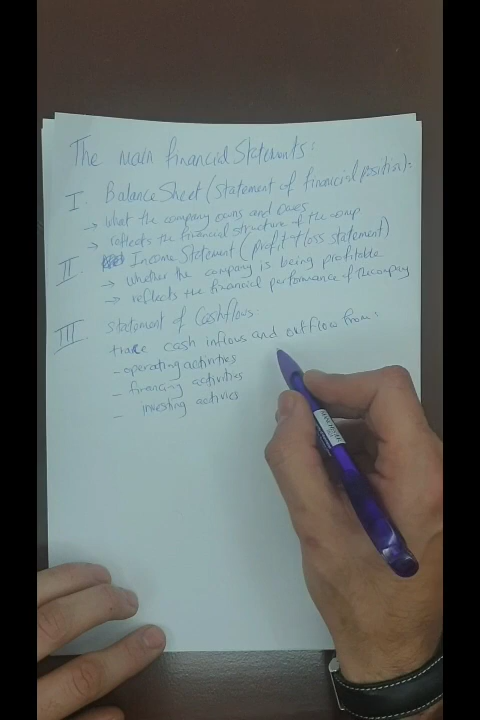 The main financial Statements:
I. Balance Sheet (statement of financial position):
→ What the company owns and owes
→ reflects the financial structure of the comp
II Income Statement (profit + loss statement)
→ whether the company is being profitable
→ reflects the financial performance of the company
III Statement of Cashflows:
trace cash inflows and outflow from:
- operating activities
- financing activities
- investing activies